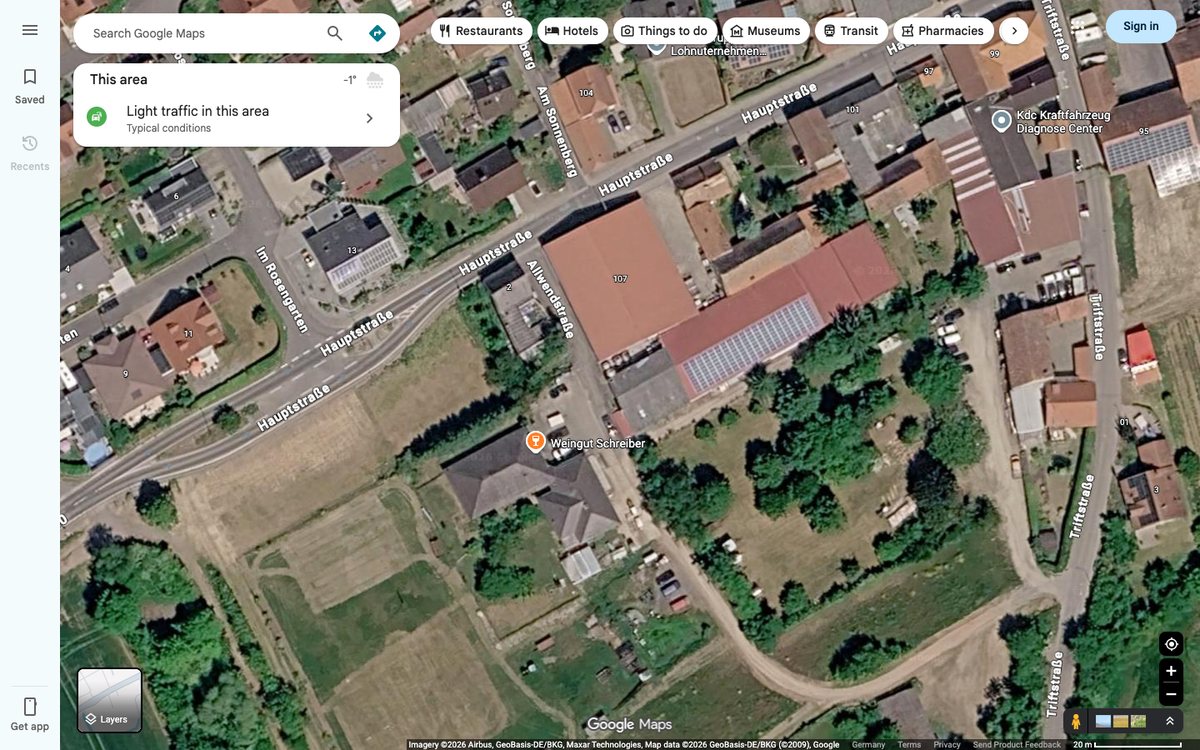 Search Google Maps
Restaurants
Hotels
Things to do
Museums
Transit
Pharmacies
Sign in
Saved
Recents
Get app
This area
-1°
Light traffic in this area
Typical conditions
Lohnunternehmen...
Am Sonnenberg
Hauptstraße
Hauptstraße
Hauptstraße
Hauptstraße
Hauptstraße
Im Rosengarten
Allwendstraße
Triftstraße
Triftstraße
Triftstraße
Triftstraße
Kdc Kraftfahrzeug
Diagnose Center
Weingut Schreiber
104
101
97
99
95
107
6
4
13
11
9
2
3
01
Layers
Google Maps
Imagery ©2026 Airbus, GeoBasis-DE/BKG, Maxar Technologies, Map data ©2026 GeoBasis-DE/BKG (©2009), Google
Germany
Terms
Privacy
Send Product Feedback
20 m